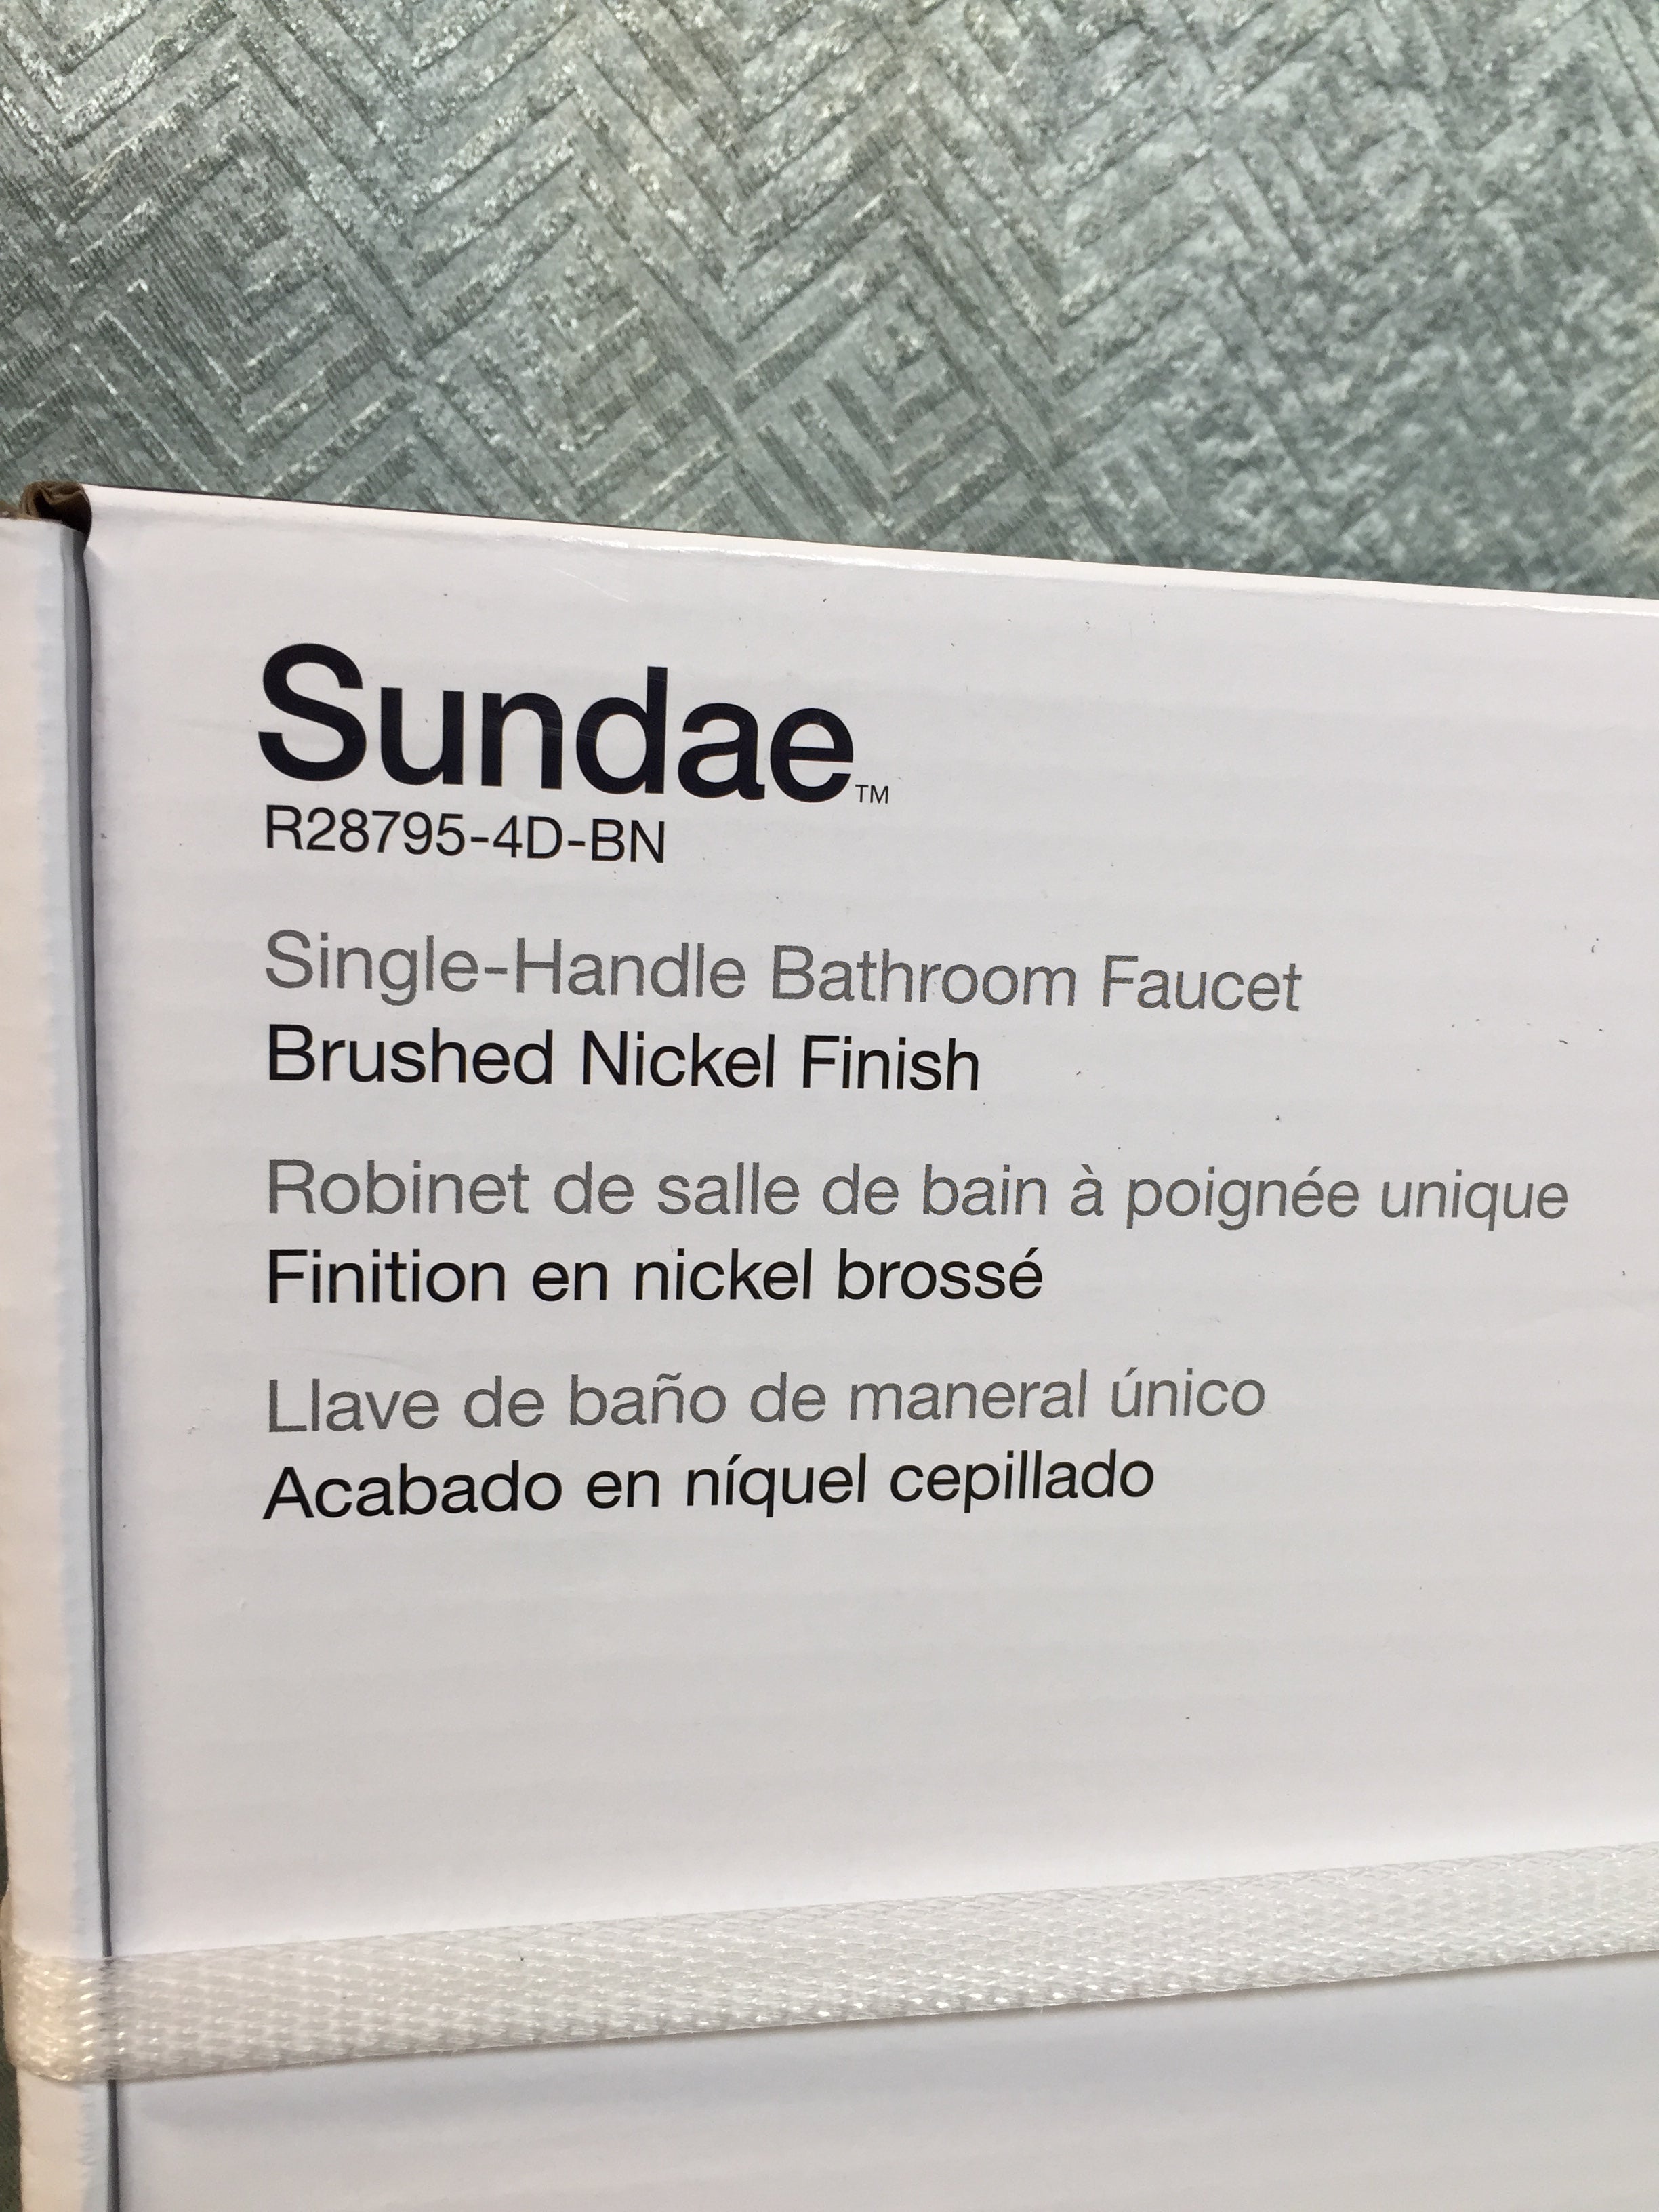 Sundae™
R28795-4D-BN
Single-Handle Bathroom Faucet
Brushed Nickel Finish
Robinet de salle de bain à poignée unique
Finition en nickel brossé
Llave de baño de maneral único
Acabado en níquel cepillado